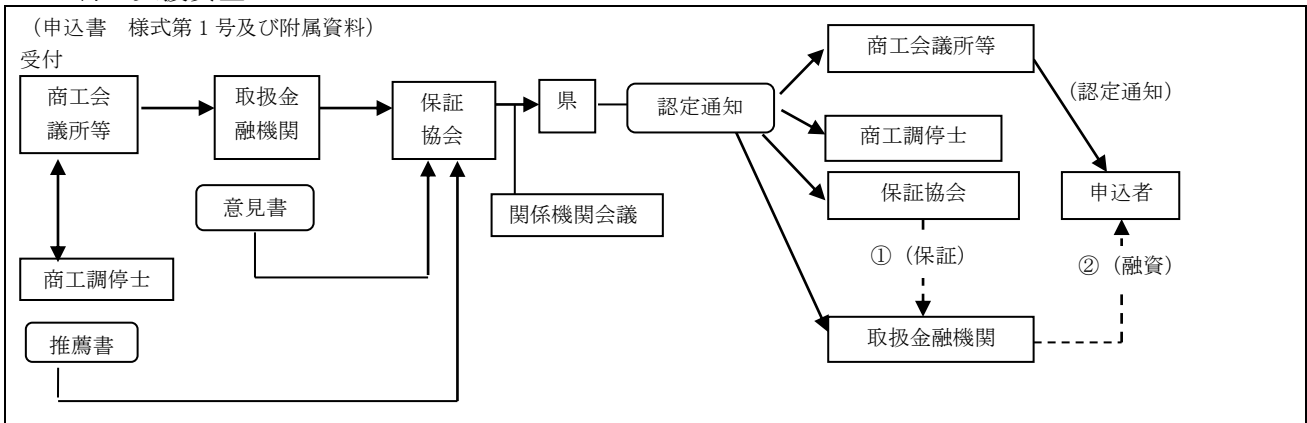 (申込書　様式第1号及び附属資料)
受付
商工会
議所等
取扱金
融機関
保証
協会
県
認定通知
商工会議所等
(認定通知)
商工調停士
保証協会
申込者
意見書
関係機関会議
①(保証)
②(融資)
商工調停士
取扱金融機関
推薦書